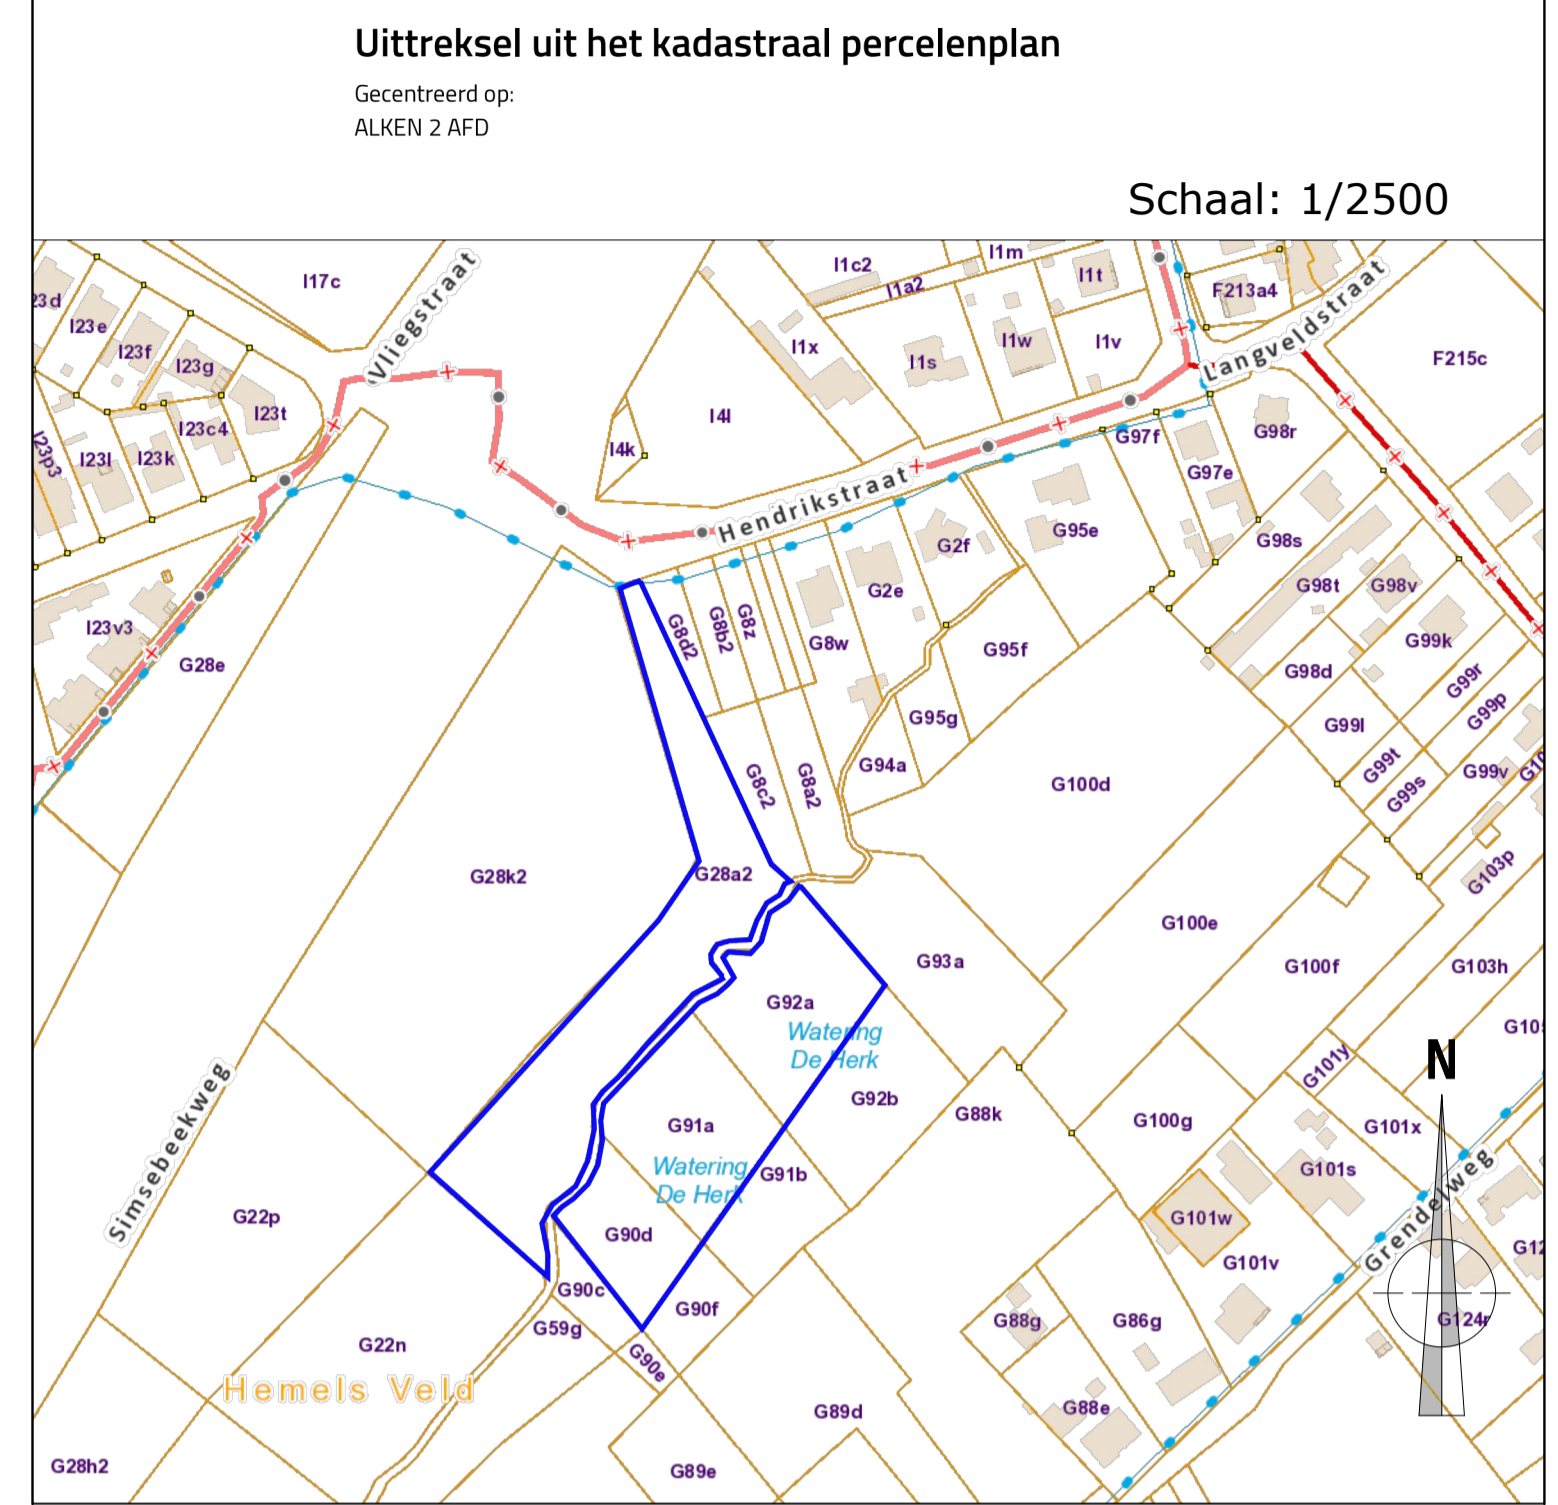 Uittreksel uit het kadastraal percelenplan
Gecentreerd op:
ALKEN 2 AFD
Schaal: 1/2500
I17c
Vliegstraat
I1c2
I1m
I1a2
I1t
F213a4
23d
I23e
I23f
I23g
I23t
I23c4
I23p3
I23l
I23k
I4l
I4k
I1x
I1s
I1w
I1v
Langveldstraat
F215c
G97f
G98r
G97e
Hendrikstraat
G95e
G98s
G2f
G2e
G98t
G98v
I23v3
G28e
G8d2
G8b2
G8z
G8w
G95f
G99k
G98d
G99r
G99p
G95g
G99l
G94a
G99t
G99v
G10
G8c2
G8a2
G100d
G99s
G28k2
G28a2
G103p
G100e
G93a
G100f
G103h
G92a
Watering
De Herk
G105
N
G101y
Simsebeekweg
G92b
G88k
G100g
G101x
G91a
Watering
De Herk
G91b
G101s
Grendelweg
G22p
G90d
G101w
G101v
G12
G90c
G90f
G59g
G88g
G86g
G124r
G22n
G90e
Hemels Veld
G89d
G88e
G28h2
G89e